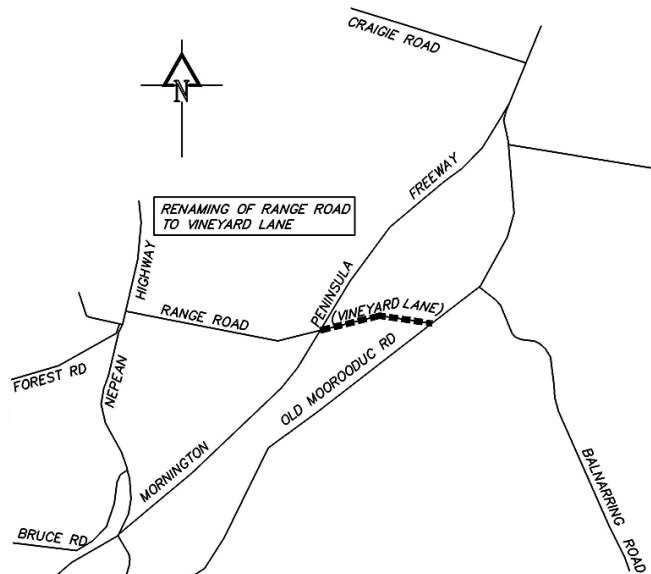 CRAIGIE ROAD
N
FREEWAY
RENAMING OF RANGE ROAD
TO VINEYARD LANE
HIGHWAY
PENINSULA
(VINEYARD LANE)
RANGE ROAD
OLD MOOROODUC RD
FOREST RD
NEPEAN
MORNINGTON
BALNARRING ROAD
BRUCE RD